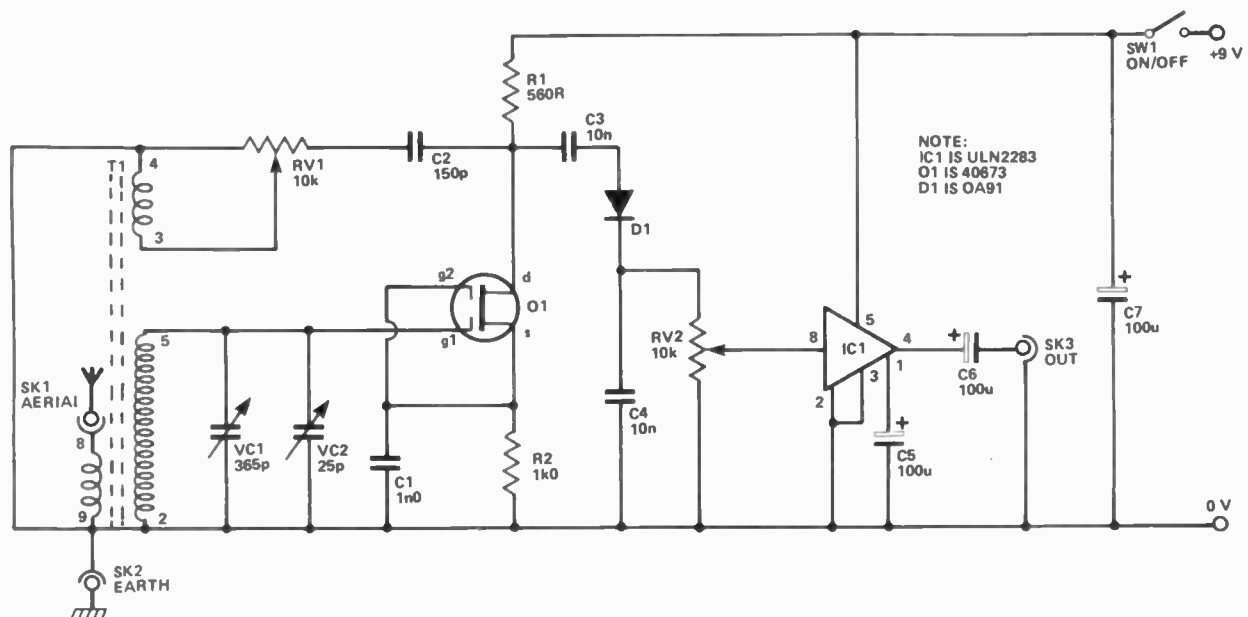 SW1
ON/OFF
+9 V
R1
560R
C3
10n
NOTE:
IC1 IS ULN2283
Q1 IS 40673
D1 IS OA91
T1
4
RV1
10k
C2
150p
3
D1
g2
d
Q1
g1
s
5
C7
100u
+
5
8
IC1
4
1
3
2
RV2
10k
+
C6
100u
SK3
OUT
SK1
AERIAL
8
9
2
VC1
365p
VC2
25p
C1
1n0
R2
1k0
C4
10n
+
C5
100u
0 V
SK2
EARTH